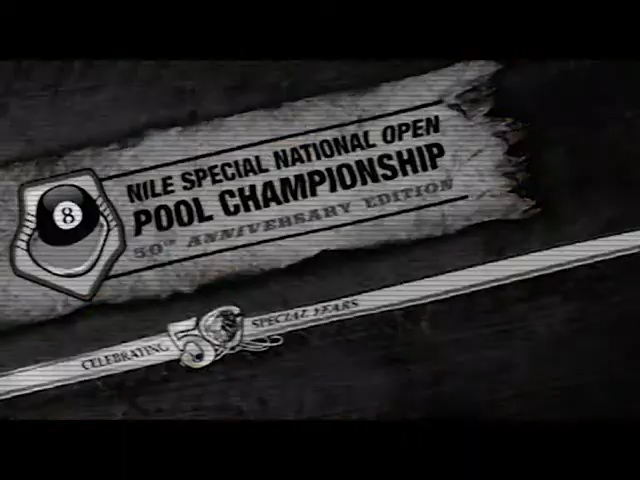 8
NILE SPECIAL NATIONAL OPEN
POOL CHAMPIONSHIP
50TH ANNIVERSARY EDITION
CELEBRATING SPECIAL YEARS